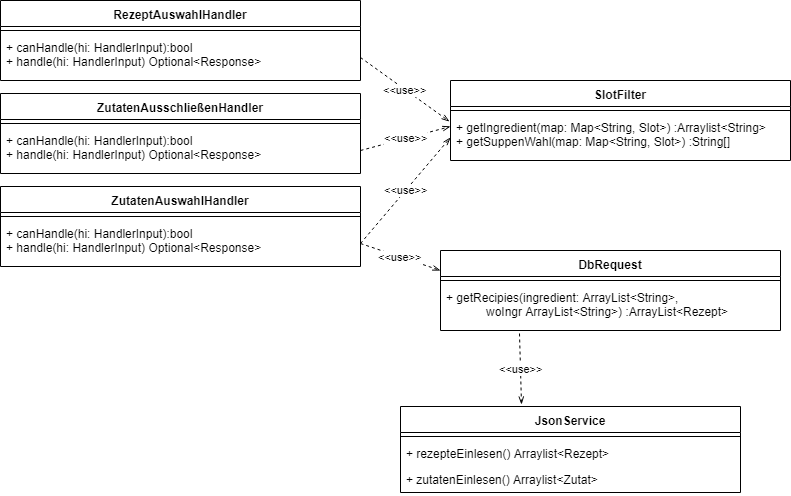 RezeptAuswahlHandler
+ canHandle(hi: HandlerInput):bool
+ handle(hi: HandlerInput) Optional<Response>
ZutatenAusschließenHandler
+ canHandle(hi: HandlerInput):bool
+ handle(hi: HandlerInput) Optional<Response>
ZutatenAuswahlHandler
+ canHandle(hi: HandlerInput):bool
+ handle(hi: HandlerInput) Optional<Response>
<<use>>
<<use>>
<<use>>
<<use>>
SlotFilter
+ getIngredient(map: Map<String, Slot>) :Arraylist<String>
+ getSuppenWahl(map: Map<String, Slot>) :String[]
DbRequest
+ getRecipies(ingredient: ArrayList<String>,
woIngr ArrayList<String>) :ArrayList<Rezept>
<<use>>
JsonService
+ rezepteEinlesen() Arraylist<Rezept>
+ zutatenEinlesen() Arraylist<Zutat>